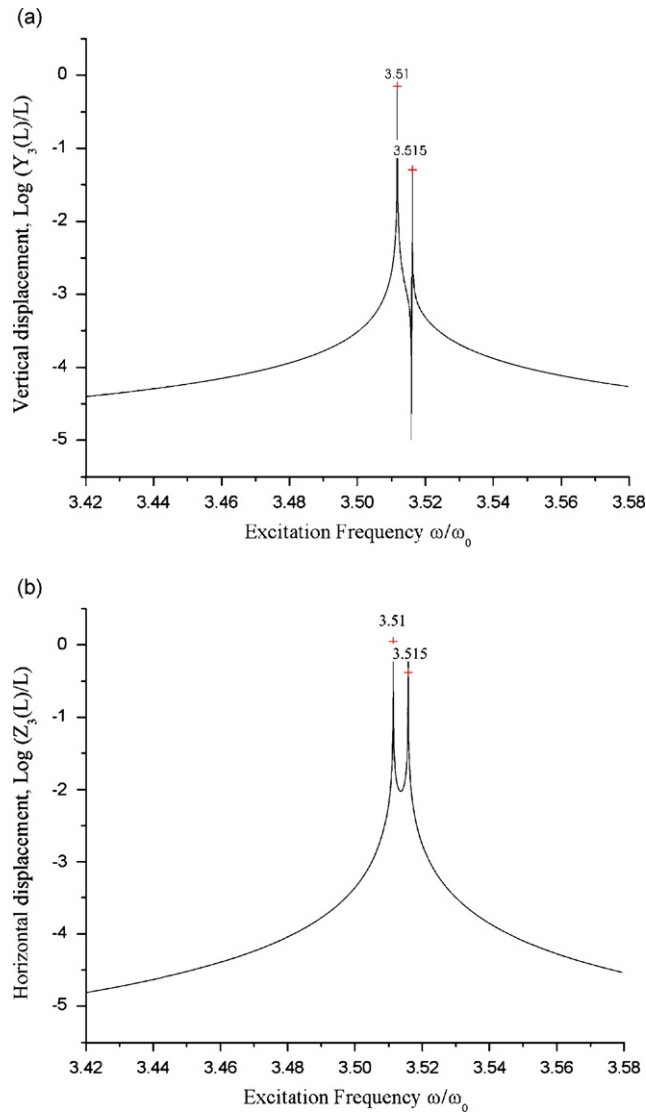 (a)
3.51
3.515
0
-1
-2
-3
-4
-5
Vertical displacement, Log (Y₃(L)/L)
3.42 3.44 3.46 3.48 3.50 3.52 3.54 3.56 3.58
Excitation Frequency ω/ω₀
(b)
3.51
3.515
0
-1
-2
-3
-4
-5
Horizontal displacement, Log (Z₃(L)/L)
3.42 3.44 3.46 3.48 3.50 3.52 3.54 3.56 3.58
Excitation Frequency ω/ω₀